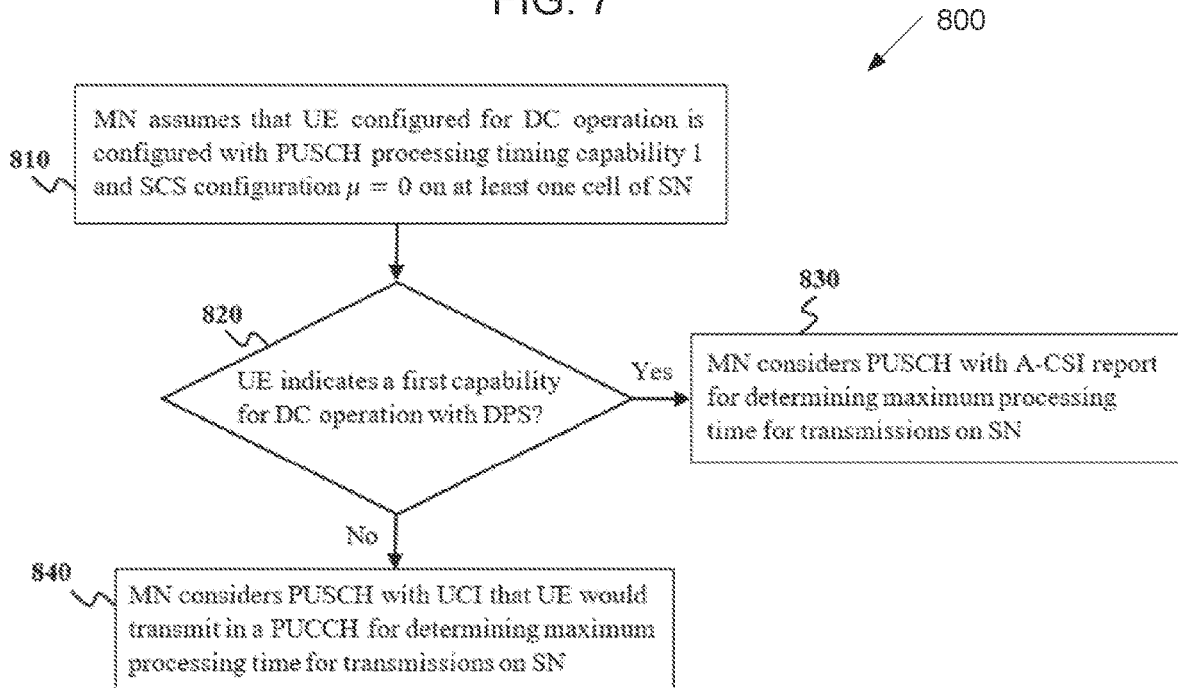 FIG. 7
800
MN assumes that UE configured for DC operation is
configured with PUSCH processing timing capability 1
and SCS configuration μ = 0 on at least one cell of SN
810
820
UE indicates a first capability
for DC operation with DPS?
Yes
830
MN considers PUSCH with A-CSI report
for determining maximum processing
time for transmissions on SN
No
840
MN considers PUSCH with UCI that UE would
transmit in a PUCCH for determining maximum
processing time for transmissions on SN